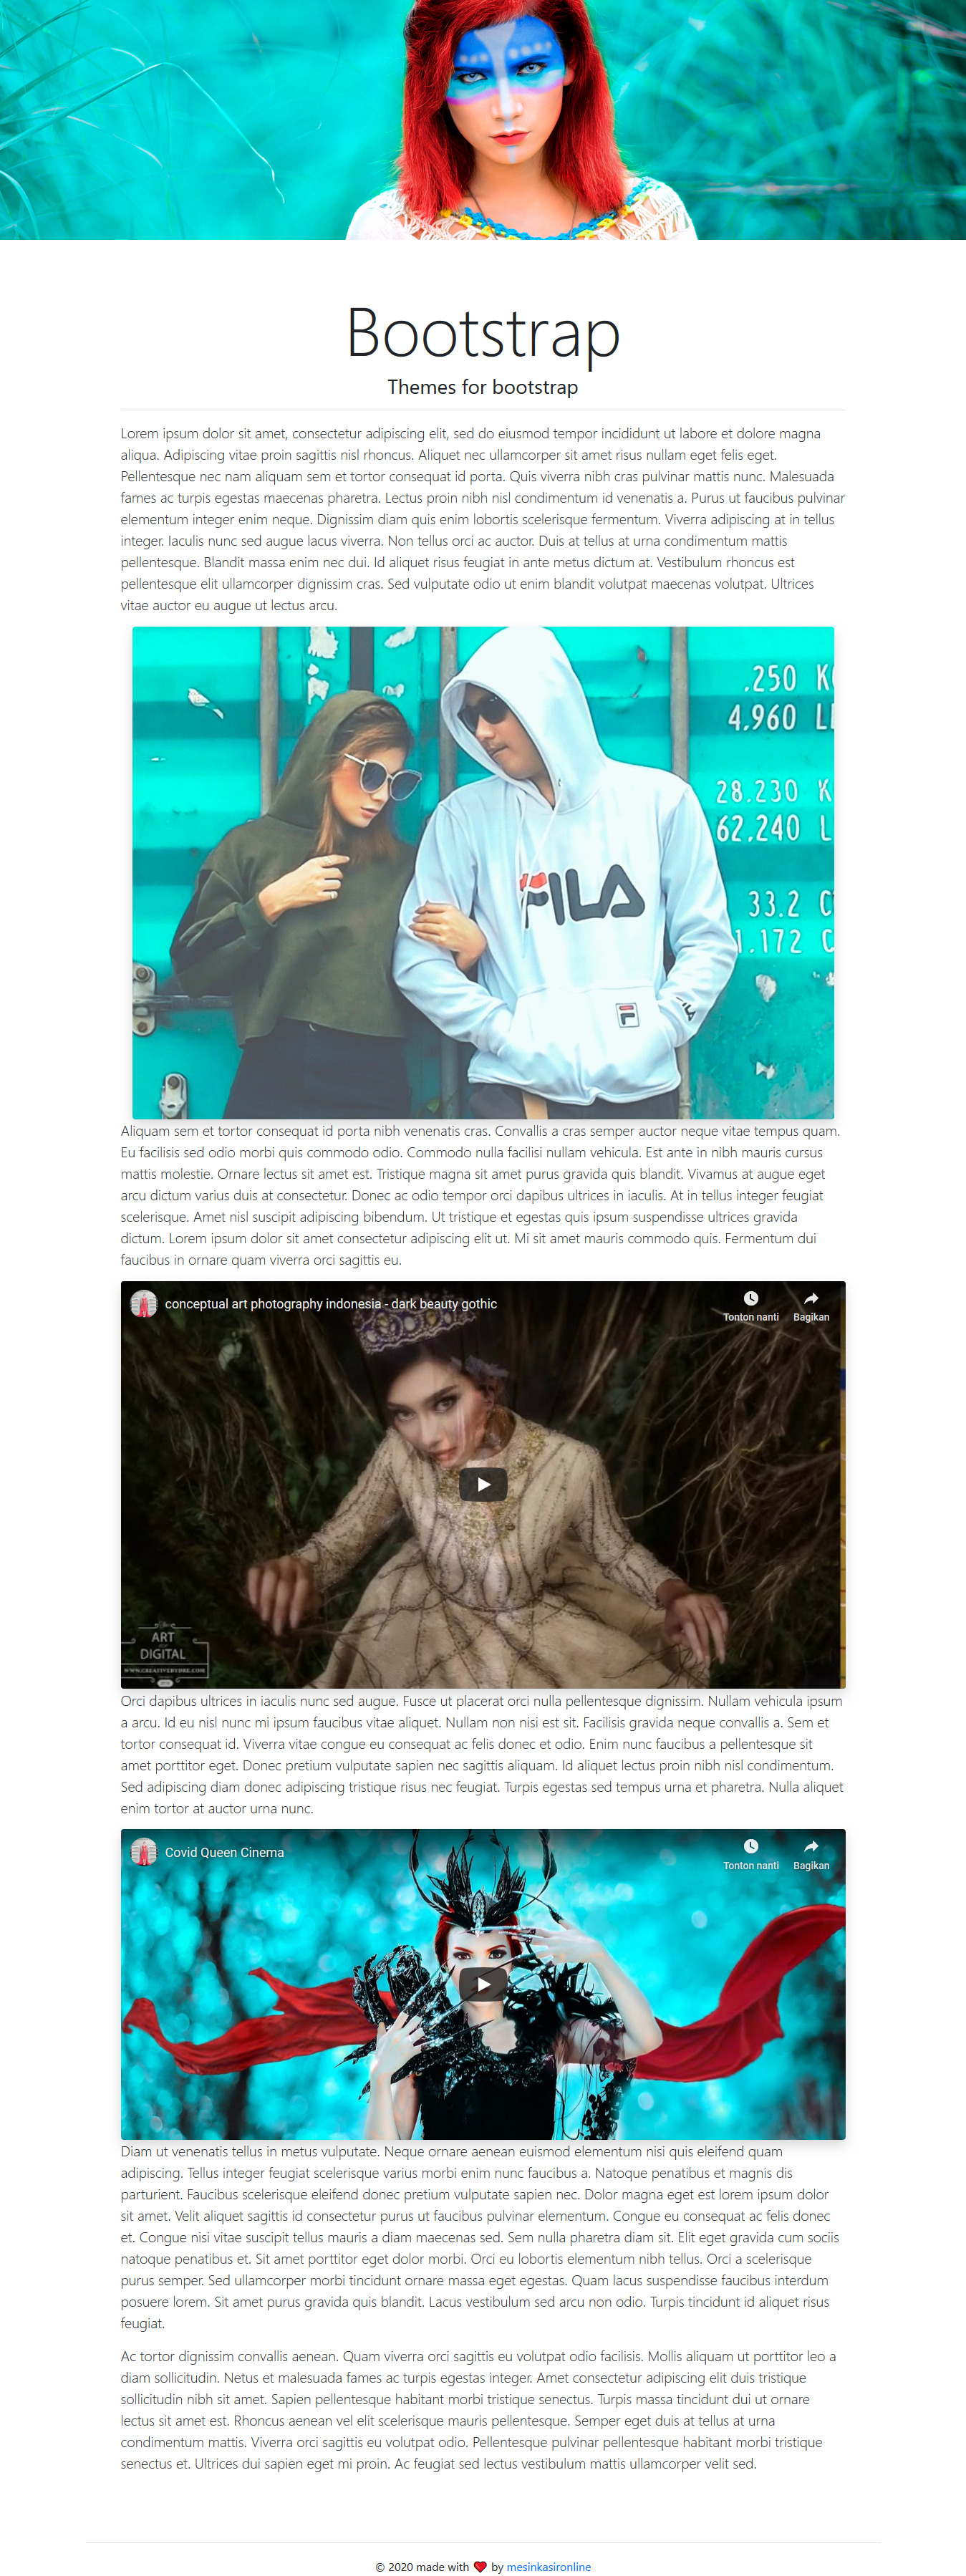 Bootstrap
Themes for bootstrap
Lorem ipsum dolor sit amet, consectetur adipiscing elit, sed do eiusmod tempor incididunt ut labore et dolore magna
aliqua. Adipiscing vitae proin sagittis nisl rhoncus. Aliquet nec ullamcorper sit amet risus nullam eget felis eget.
Pellentesque nec nam aliquam sem et tortor consequat id porta. Quis viverra nibh cras pulvinar mattis nunc. Malesuada
fames ac turpis egestas maecenas pharetra. Lectus proin nibh nisl condimentum id venenatis a. Purus ut faucibus pulvinar
elementum integer enim neque. Dignissim diam quis enim lobortis scelerisque fermentum. Viverra adipiscing at in tellus
integer. Iaculis nunc sed augue lacus viverra. Non tellus orci ac auctor. Duis at tellus at urna condimentum mattis
pellentesque. Blandit massa enim nec dui. Id aliquet risus feugiat in ante metus dictum at. Vestibulum rhoncus est
pellentesque elit ullamcorper dignissim cras. Sed vulputate odio ut enim blandit volutpat maecenas volutpat. Ultrices
vitae auctor eu augue ut lectus arcu.
.250 K
4.960 L
28.230 K
62.240 L
33.2 C
1.172 C
FILA
F
FILA
Aliquam sem et tortor consequat id porta nibh venenatis cras. Convallis a cras semper auctor neque vitae tempus quam.
Eu facilisis sed odio morbi quis commodo odio. Commodo nulla facilisi nullam vehicula. Est ante in nibh mauris cursus
mattis molestie. Ornare lectus sit amet est. Tristique magna sit amet purus gravida quis blandit. Vivamus at augue eget
arcu dictum varius duis at consectetur. Donec ac odio tempor orci dapibus ultrices in iaculis. At in tellus integer feugiat
scelerisque. Amet nisl suscipit adipiscing bibendum. Ut tristique et egestas quis ipsum suspendisse ultrices gravida
dictum. Lorem ipsum dolor sit amet consectetur adipiscing elit ut. Mi sit amet mauris commodo quis. Fermentum dui
faucibus in ornare quam viverra orci sagittis eu.
conceptual art photography indonesia - dark beauty gothic
Tonton nanti
Bagikan
ART
DIGITAL
WWW.CREATIVEBYDRE.COM
Orci dapibus ultrices in iaculis nunc sed augue. Fusce ut placerat orci nulla pellentesque dignissim. Nullam vehicula ipsum
a arcu. Id eu nisl nunc mi ipsum faucibus vitae aliquet. Nullam non nisi est sit. Facilisis gravida neque convallis a. Sem et
tortor consequat id. Viverra vitae congue eu consequat ac felis donec et odio. Enim nunc faucibus a pellentesque sit
amet porttitor eget. Donec pretium vulputate sapien nec sagittis aliquam. Id aliquet lectus proin nibh nisl condimentum.
Sed adipiscing diam donec adipiscing tristique risus nec feugiat. Turpis egestas sed tempus urna et pharetra. Nulla aliquet
enim tortor at auctor urna nunc.
Covid Queen Cinema
Tonton nanti
Bagikan
Diam ut venenatis tellus in metus vulputate. Neque ornare aenean euismod elementum nisi quis eleifend quam
adipiscing. Tellus integer feugiat scelerisque varius morbi enim nunc faucibus a. Natoque penatibus et magnis dis
parturient. Faucibus scelerisque eleifend donec pretium vulputate sapien nec. Dolor magna eget est lorem ipsum dolor
sit amet. Velit aliquet sagittis id consectetur purus ut faucibus pulvinar elementum. Congue eu consequat ac felis donec
et. Congue nisi vitae suscipit tellus mauris a diam maecenas sed. Sem nulla pharetra diam sit. Elit eget gravida cum sociis
natoque penatibus et. Sit amet porttitor eget dolor morbi. Orci eu lobortis elementum nibh tellus. Orci a scelerisque
purus semper. Sed ullamcorper morbi tincidunt ornare massa eget egestas. Quam lacus suspendisse faucibus interdum
posuere lorem. Sit amet purus gravida quis blandit. Lacus vestibulum sed arcu non odio. Turpis tincidunt id aliquet risus
feugiat.
Ac tortor dignissim convallis aenean. Quam viverra orci sagittis eu volutpat odio facilisis. Mollis aliquam ut porttitor leo a
diam sollicitudin. Netus et malesuada fames ac turpis egestas integer. Amet consectetur adipiscing elit duis tristique
sollicitudin nibh sit amet. Sapien pellentesque habitant morbi tristique senectus. Turpis massa tincidunt dui ut ornare
lectus sit amet est. Rhoncus aenean vel elit scelerisque mauris pellentesque. Semper eget duis at tellus at urna
condimentum mattis. Viverra orci sagittis eu volutpat odio. Pellentesque pulvinar pellentesque habitant morbi tristique
senectus et. Ultrices dui sapien eget mi proin. Ac feugiat sed lectus vestibulum mattis ullamcorper velit sed.
© 2020 made with ❤ by mesinkasironline